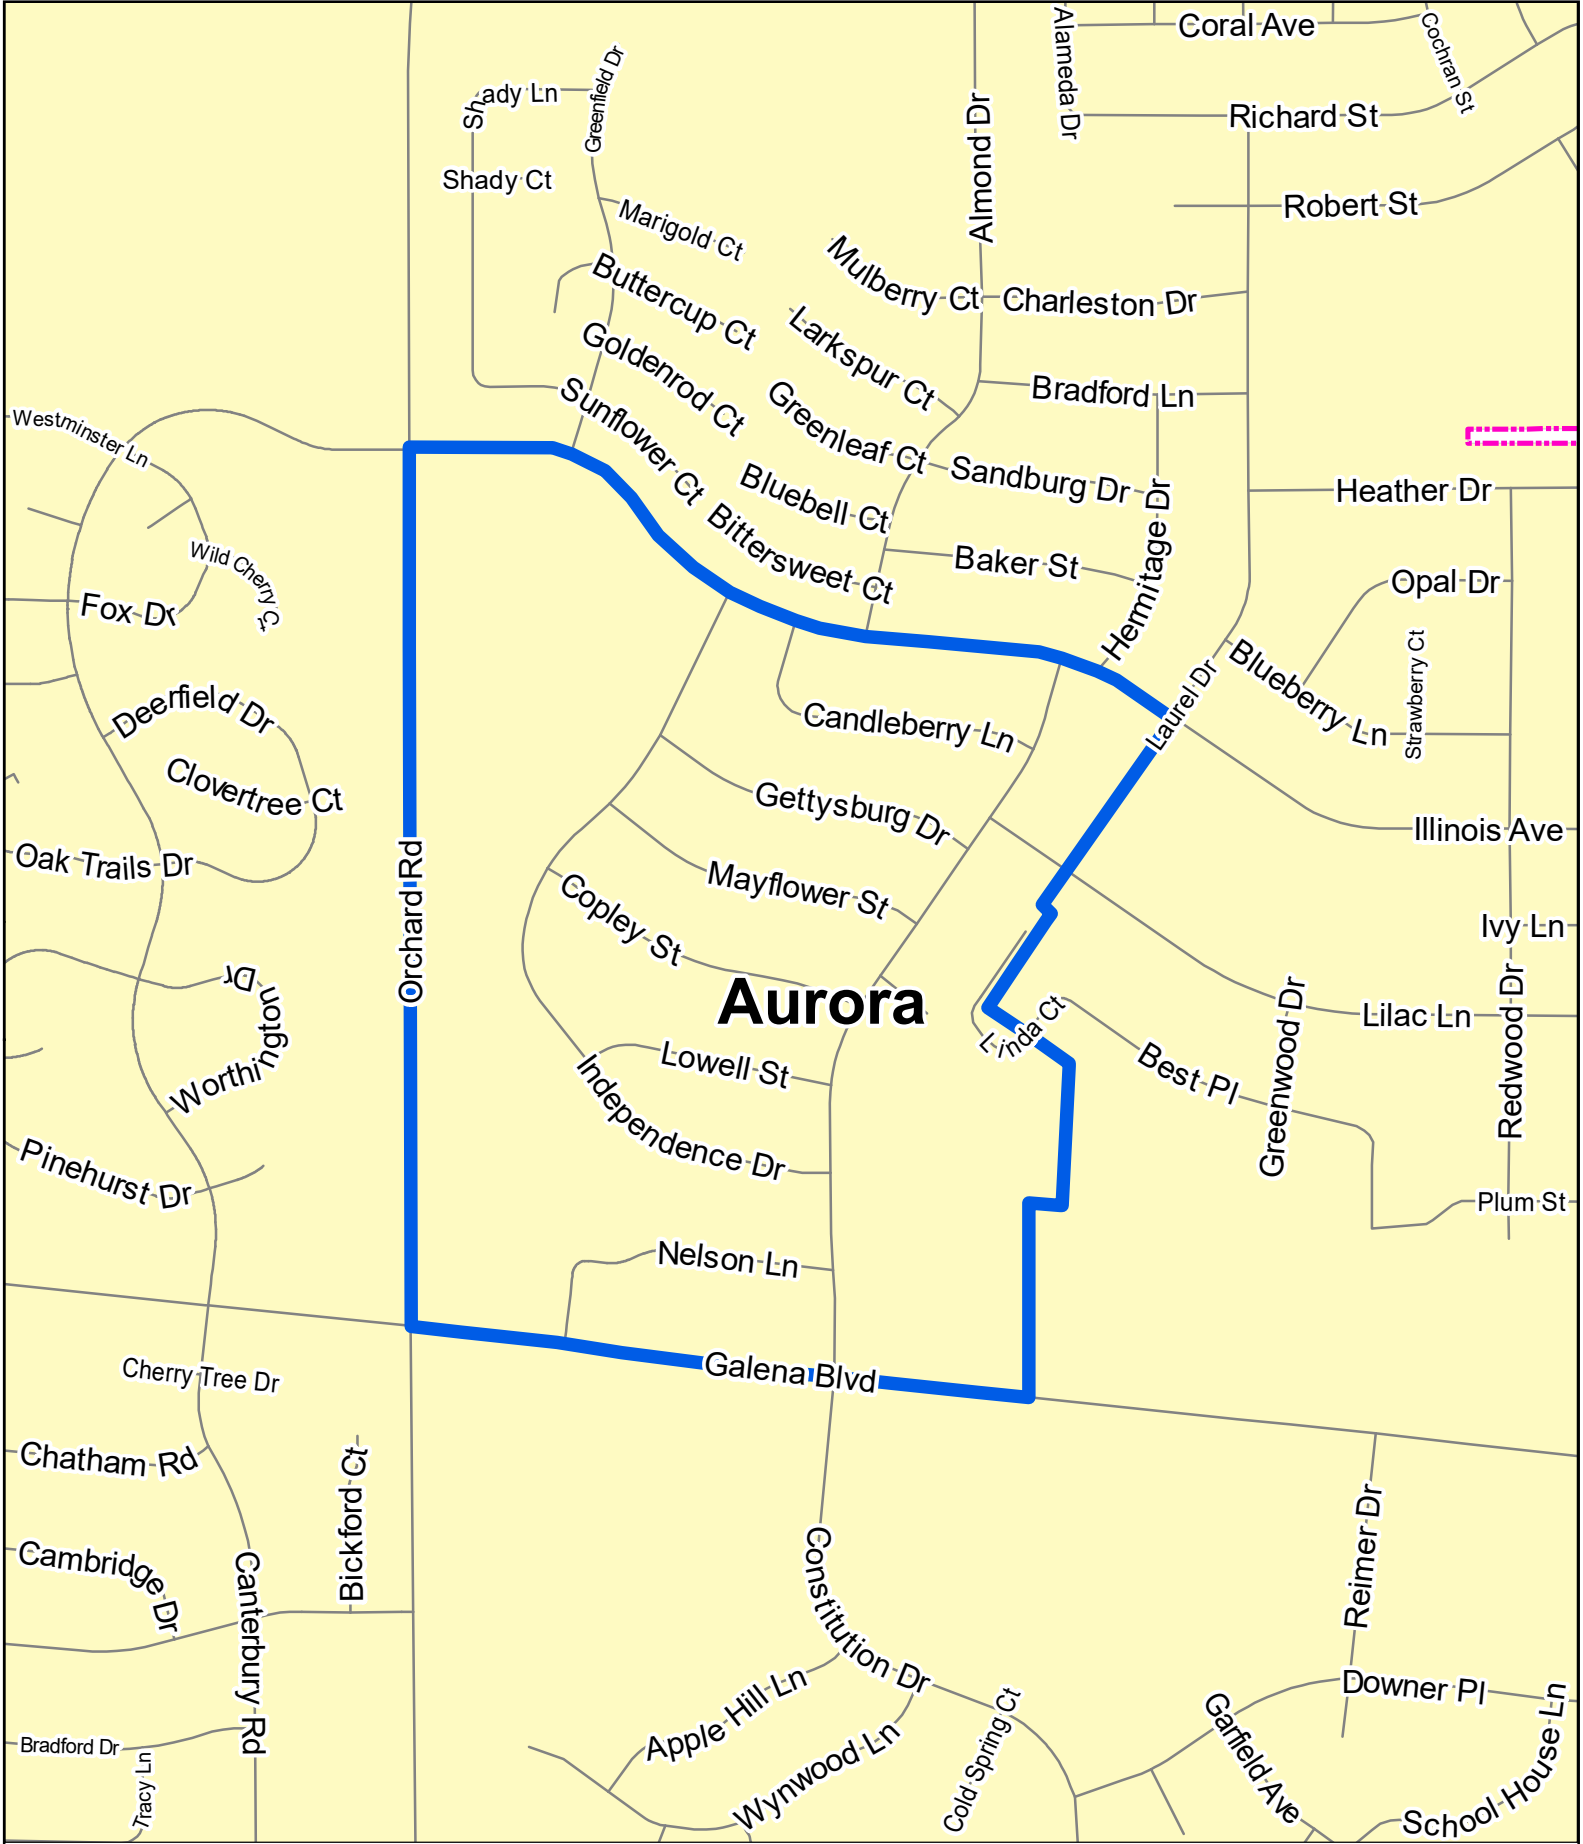 Coral Ave
Alameda Dr
Cochran St
Greenfield Dr
Shady Ln
Almond Dr
Richard St
Shady Ct
Robert St
Marigold Ct
Mulberry Ct
Charleston Dr
Buttercup Ct
Larkspur Ct
Goldenrod Ct
Bradford Ln
Sunflower Ct
Greenleaf Ct
Westminster Ln
Sandburg Dr
Heather Dr
Bluebell Ct
Hermitage Dr
Bittersweet Ct
Baker St
Wild Cherry Ct
Opal Dr
Fox Dr
Strawberry Ct
Blueberry Ln
Laurel Dr
Deerfield Dr
Candleberry Ln
Clovertree Ct
Gettysburg Dr
Illinois Ave
Oak Trails Dr
Orchard Rd
Mayflower St
Copley St
Ivy Ln
Aurora
Worthington Dr
Linda Ct
Lilac Ln
Greenwood Dr
Redwood Dr
Lowell St
Best Pl
Independence Dr
Pinehurst Dr
Plum St
Nelson Ln
Cherry Tree Dr
Galena Blvd
Chatham Rd
Bickford Ct
Reimer Dr
Cambridge Dr
Constitution Dr
Canterbury Rd
Downer Pl
Apple Hill Ln
Garfield Ave
School House Ln
Bradford Dr
Wynwood Ln
Cold Spring Ct
Tracy Ln